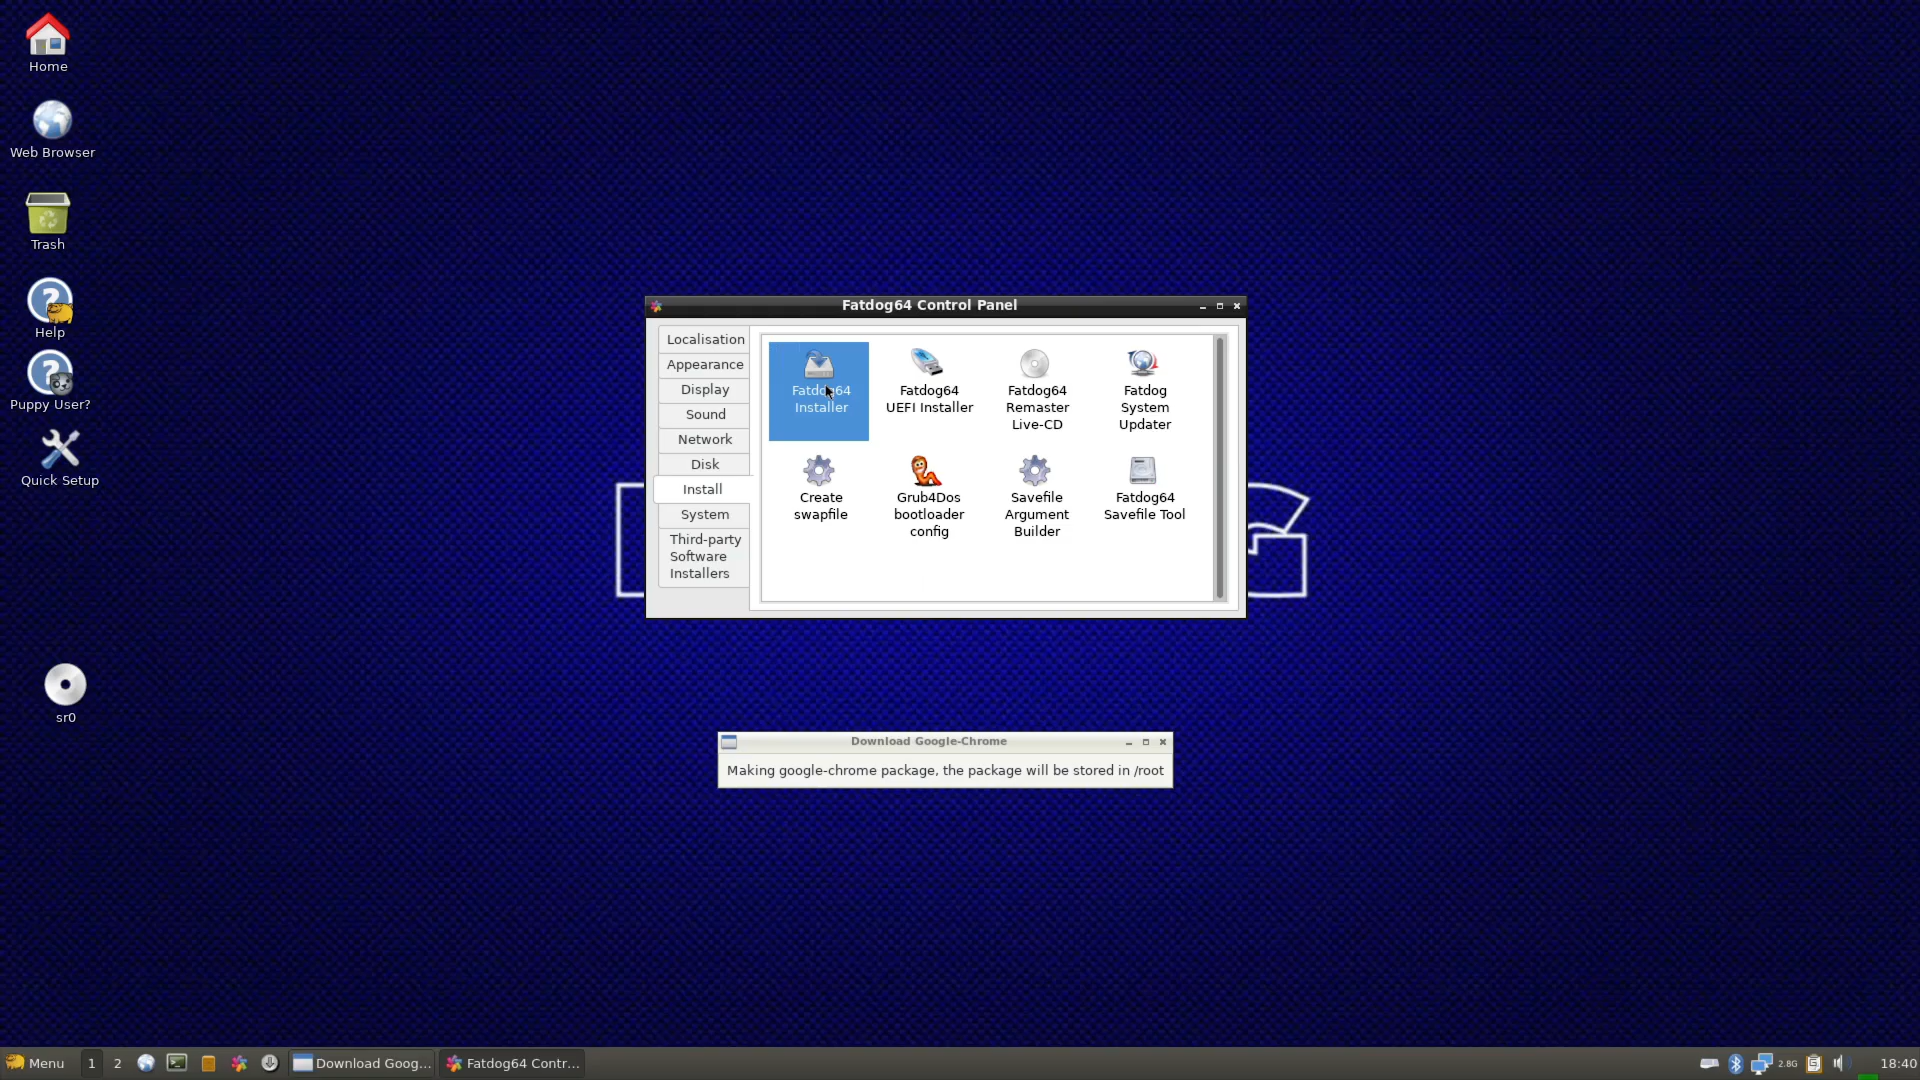 Home
Web Browser
Trash
Help
Puppy User?
Quick Setup
sr0
Fatdog64 Control Panel
Localisation
Appearance
Display
Sound
Network
Disk
Install
System
Third-party
Software
Installers
Fatdog64
Installer
Fatdog64
UEFI Installer
Fatdog64
Remaster
Live-CD
Fatdog
System
Updater
Create
swapfile
Grub4Dos
bootloader
config
Savefile
Argument
Builder
Fatdog64
Savefile Tool
Download Google-Chrome
Making google-chrome package, the package will be stored in /root
Menu
1
2
Download Goog...
Fatdog64 Contr...
2.8G
18:40